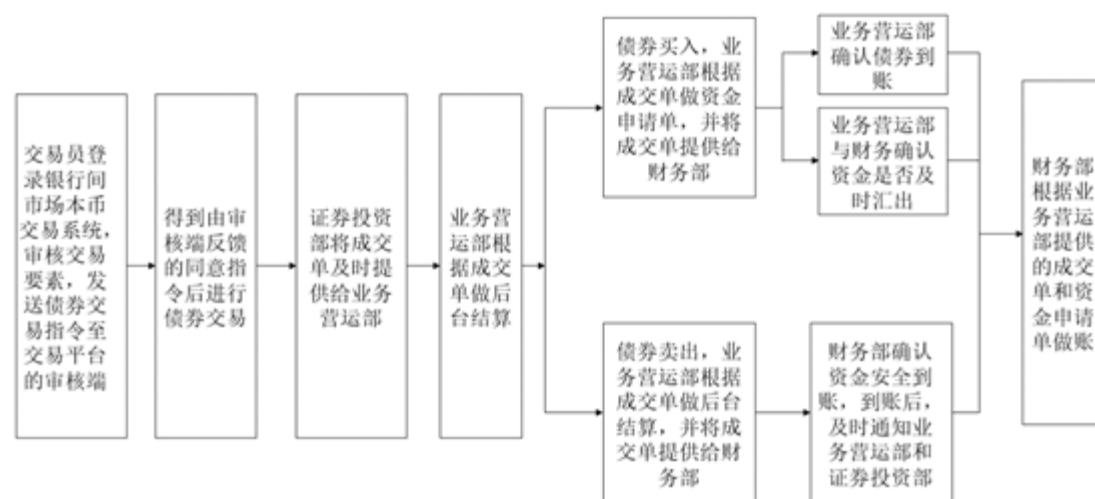 交易员登
录银行间
市场本币
交易系统，
审核交易
要素，发
送债券交
易指令至
交易平台
的审核端
得到由审
核端反馈
的同意指
令后进行
债券交易
证券投资
部将成交
单及时提
供给业务
营运部
业务营
运部根
据成交
单做后
台结算
债券买入，业
务营运部根据
成交单做资金
申请单，并将
成交单提供给
财务部
业务营运部
确认债券到
账
业务营运部
与财务确认
资金是否及
时汇出
债券卖出，业
务营运部根据
成交单做后台
结算，并将成
交单提供给财
务部
财务部确认
资金安全到
账，到账后，
及时通知业
务营运部和
证券投资部
财务部
根据业
务营运
部提供
的成交
单和资
金申请
单做账